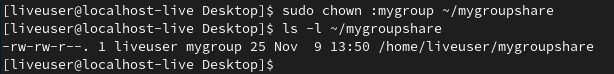 [liveuser@localhost-live Desktop]$ sudo chown :mygroup ~/mygroupshare
[liveuser@localhost-live Desktop]$ ls -l ~/mygroupshare
-rw-rw-r--. 1 liveuser mygroup 25 Nov  9 13:50 /home/liveuser/mygroupshare
[liveuser@localhost-live Desktop]$